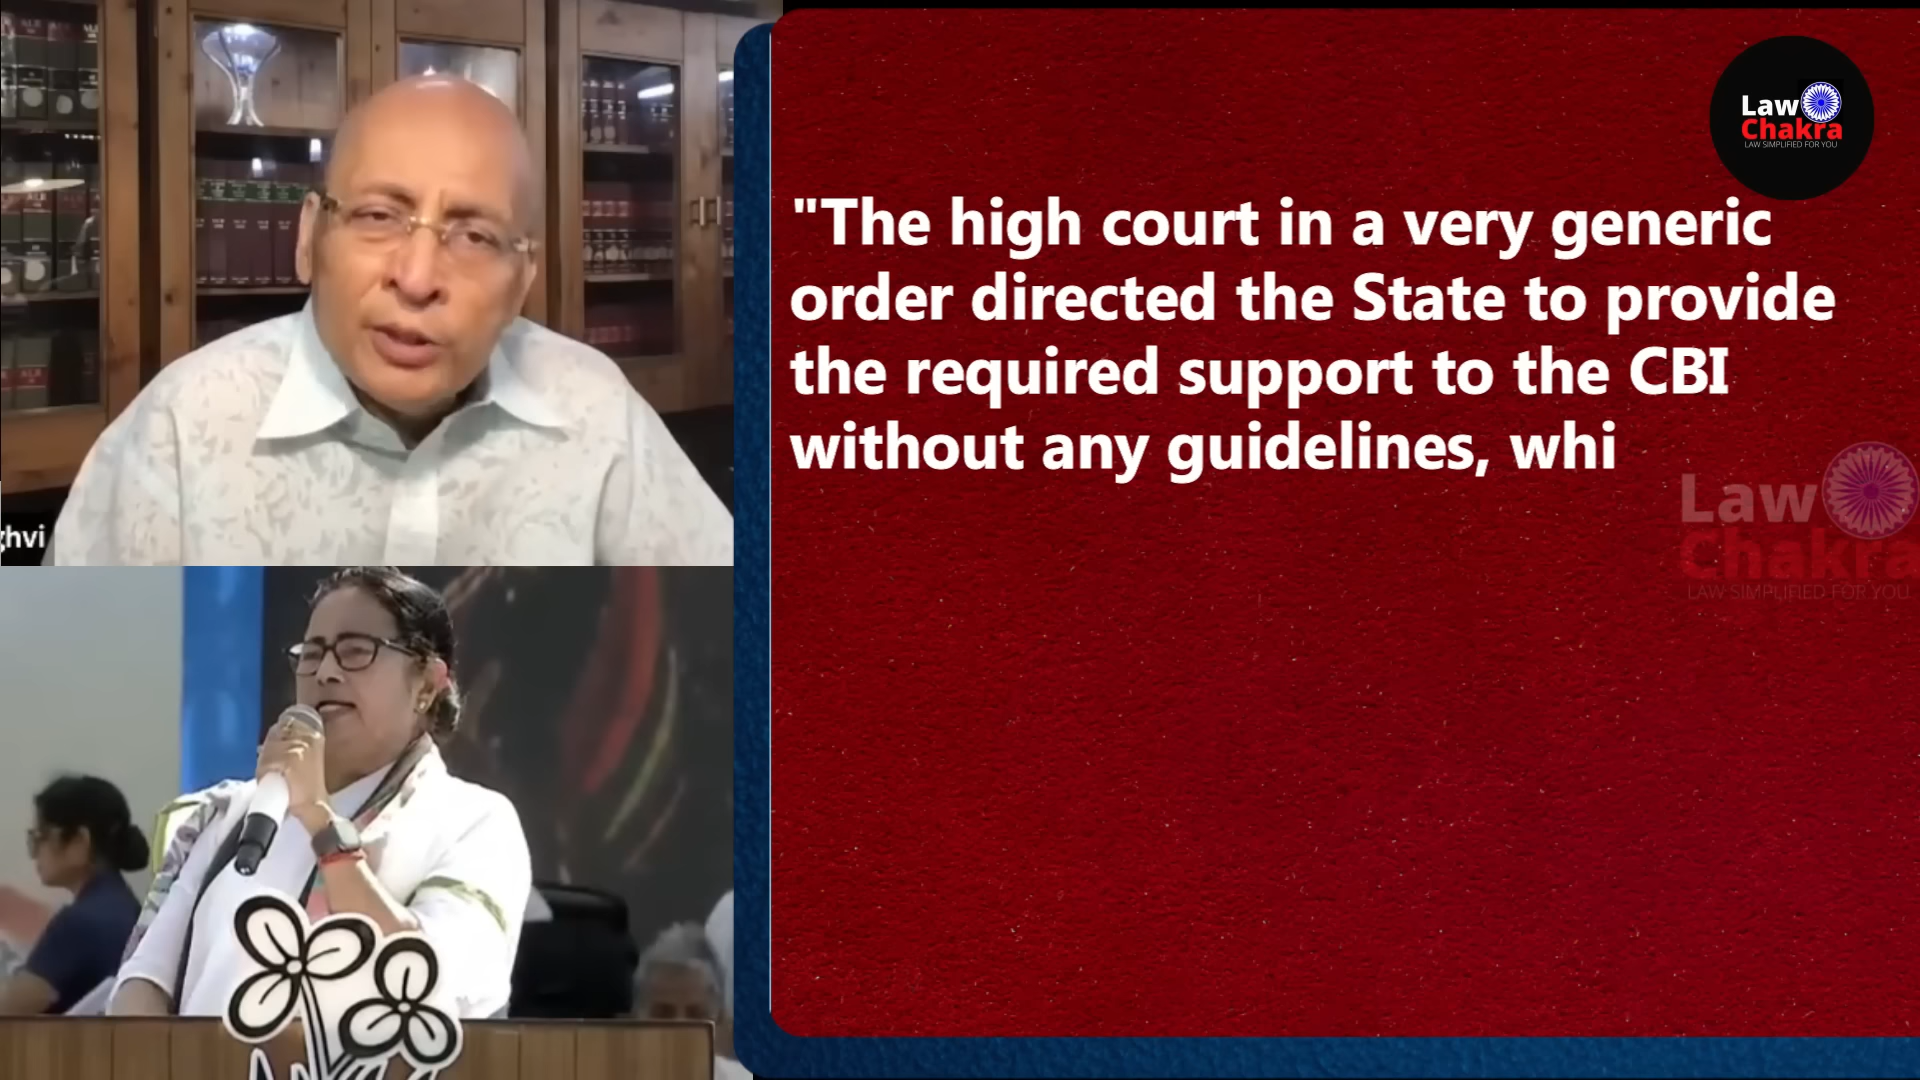 Law
Chakra
LAW SIMPLIFIED FOR YOU
"The high court in a very generic
order directed the State to provide
the required support to the CBI
without any guidelines, whi
ghvi
Law
Chakra
LAW SIMPLIFIED FOR YOU